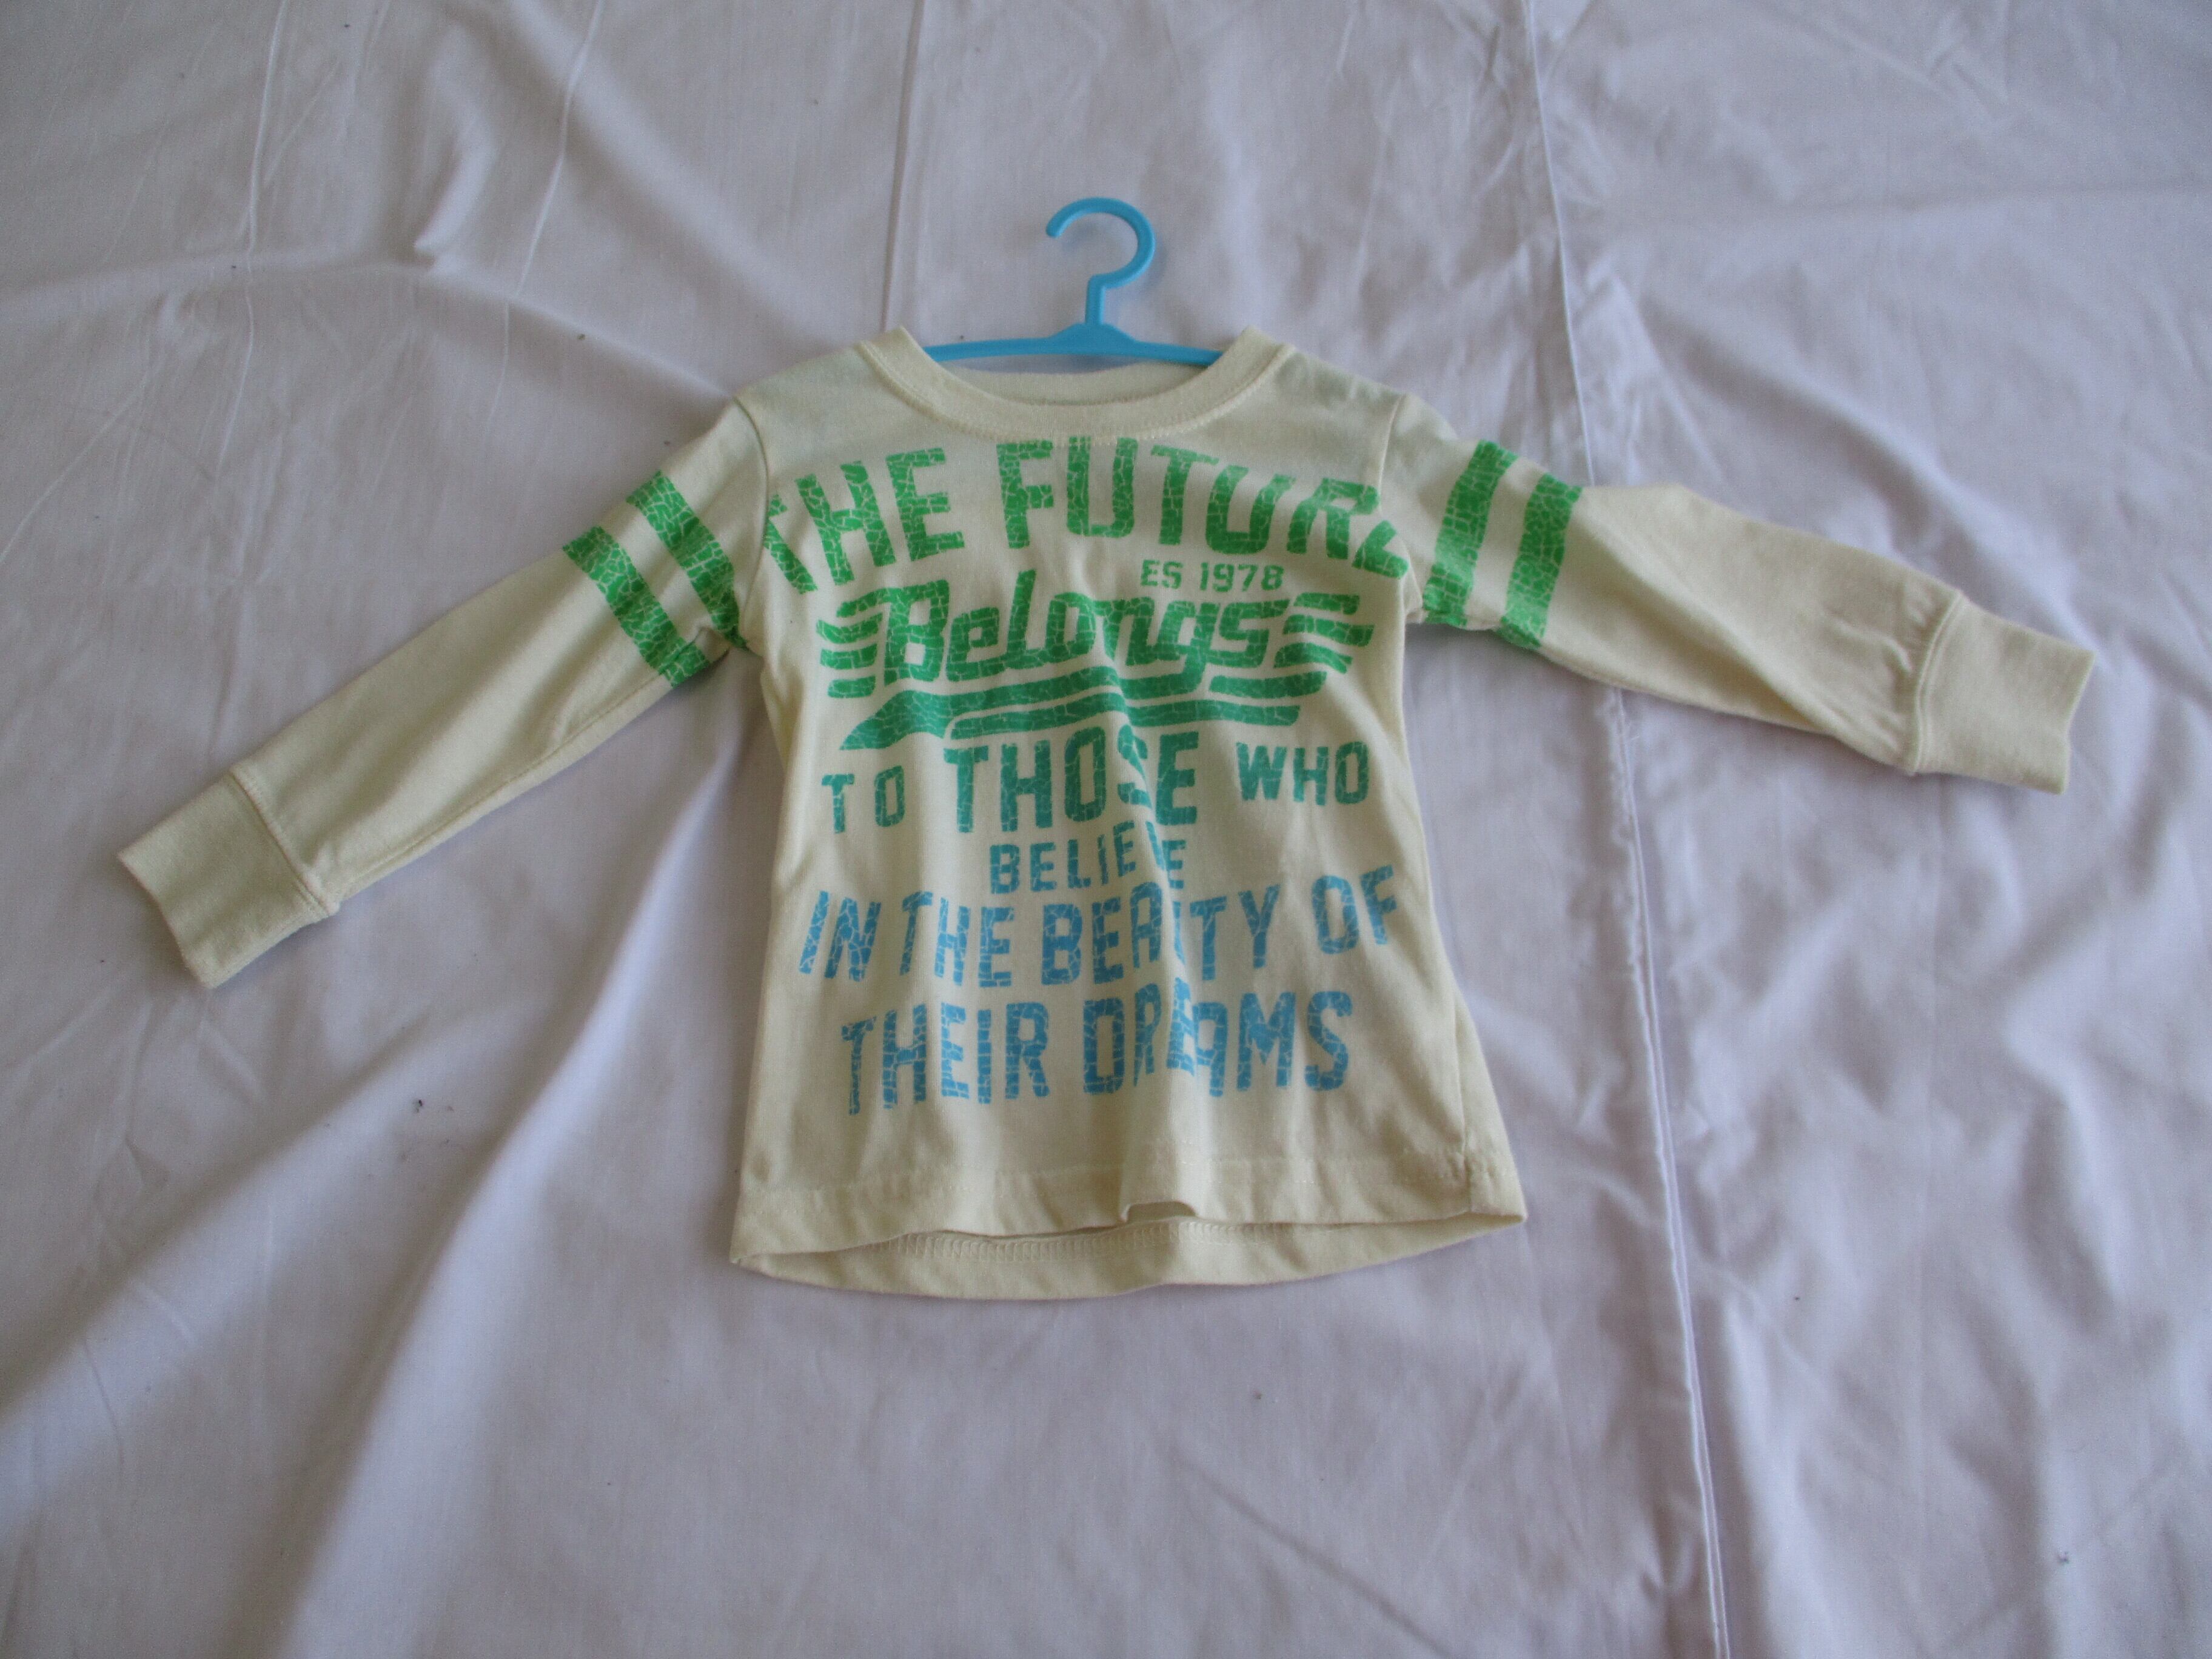 THE FUTURE
ES 1978
Belongs
TO THOSE WHO
BELIEVE
IN THE BEAUTY OF
THEIR DREAMS